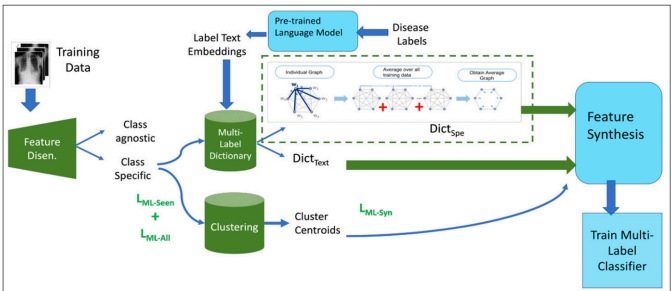 Training
Data
Label Text
Embeddings
Pre-trained
Language Model
Disease
Labels
Individual Graph
Average over all
training data
Obtain Average
Graph
Feature
Disen.
Class
agnostic
Class
Specific
Multi-
Label
Dictionary
Dict_Spe
Dict_Text
Feature
Synthesis
L_ML-Seen
+
L_ML-All
Clustering
Cluster
Centroids
L_ML-Syn
Train Multi-
Label
Classifier